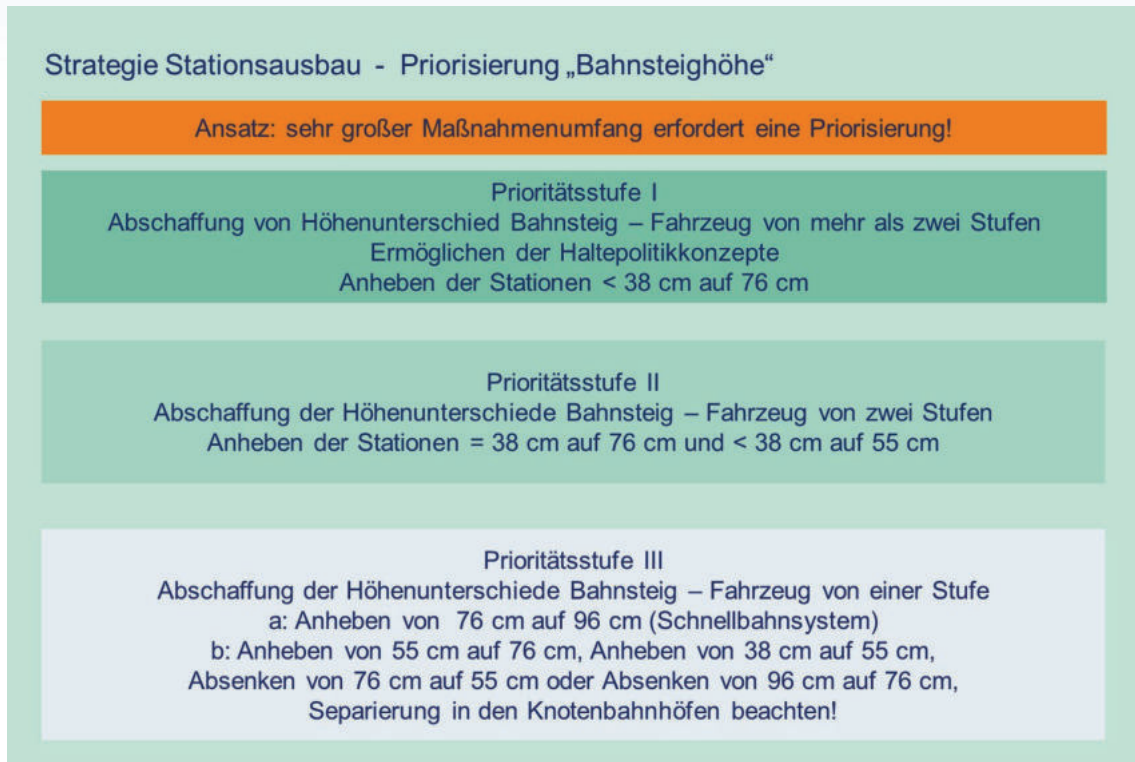 Strategie Stationsausbau - Priorisierung „Bahnsteighöhe“
Ansatz: sehr großer Maßnahmenumfang erfordert eine Priorisierung!
Prioritätsstufe I
Abschaffung von Höhenunterschied Bahnsteig – Fahrzeug von mehr als zwei Stufen
Ermöglichen der Haltepolitikkonzepte
Anheben der Stationen < 38 cm auf 76 cm
Prioritätsstufe II
Abschaffung der Höhenunterschiede Bahnsteig – Fahrzeug von zwei Stufen
Anheben der Stationen = 38 cm auf 76 cm und < 38 cm auf 55 cm
Prioritätsstufe III
Abschaffung der Höhenunterschiede Bahnsteig – Fahrzeug von einer Stufe
a: Anheben von 76 cm auf 96 cm (Schnellbahnsystem)
b: Anheben von 55 cm auf 76 cm, Anheben von 38 cm auf 55 cm,
Absenken von 76 cm auf 55 cm oder Absenken von 96 cm auf 76 cm,
Separierung in den Knotenbahnhöfen beachten!